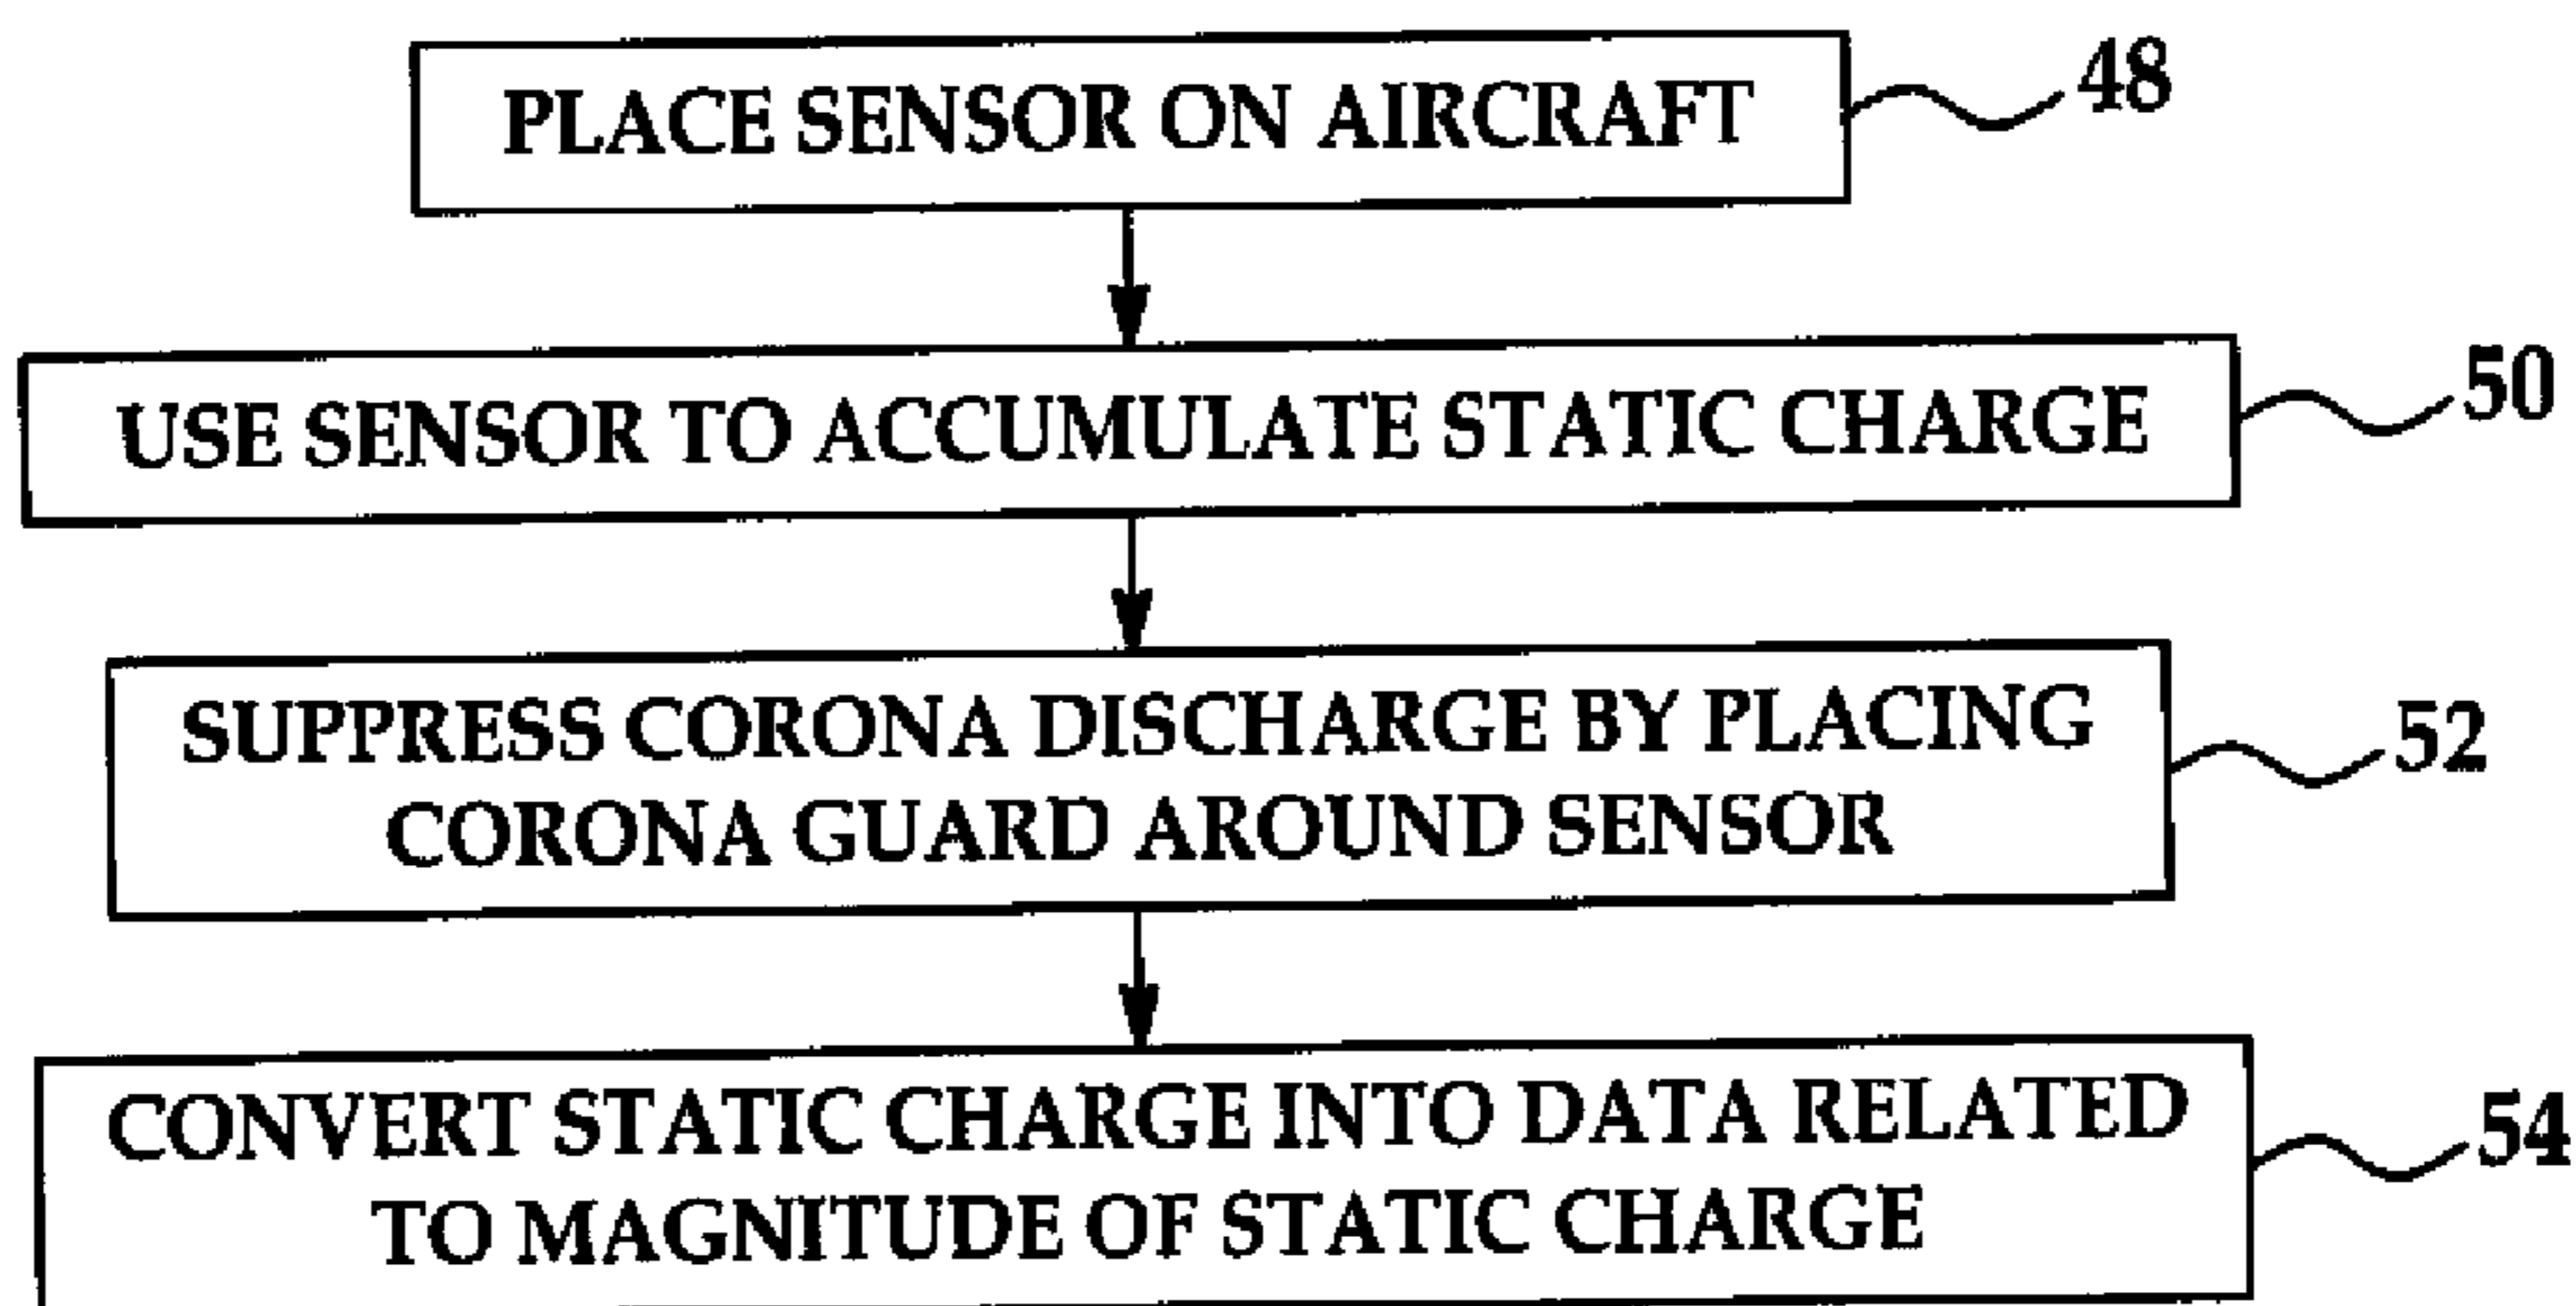 PLACE SENSOR ON AIRCRAFT
48
USE SENSOR TO ACCUMULATE STATIC CHARGE
50
SUPPRESS CORONA DISCHARGE BY PLACING
CORONA GUARD AROUND SENSOR
52
CONVERT STATIC CHARGE INTO DATA RELATED
TO MAGNITUDE OF STATIC CHARGE
54